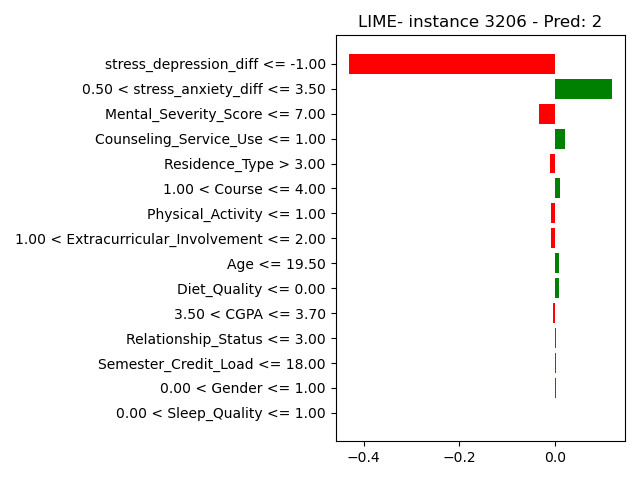 LIME- instance 3206 - Pred: 2
stress_depression_diff <= -1.00
0.50 < stress_anxiety_diff <= 3.50
Mental_Severity_Score <= 7.00
Counseling_Service_Use <= 1.00
Residence_Type > 3.00
1.00 < Course <= 4.00
Physical_Activity <= 1.00
1.00 < Extracurricular_Involvement <= 2.00
Age <= 19.50
Diet_Quality <= 0.00
3.50 < CGPA <= 3.70
Relationship_Status <= 3.00
Semester_Credit_Load <= 18.00
0.00 < Gender <= 1.00
0.00 < Sleep_Quality <= 1.00
−0.4 −0.2 0.0